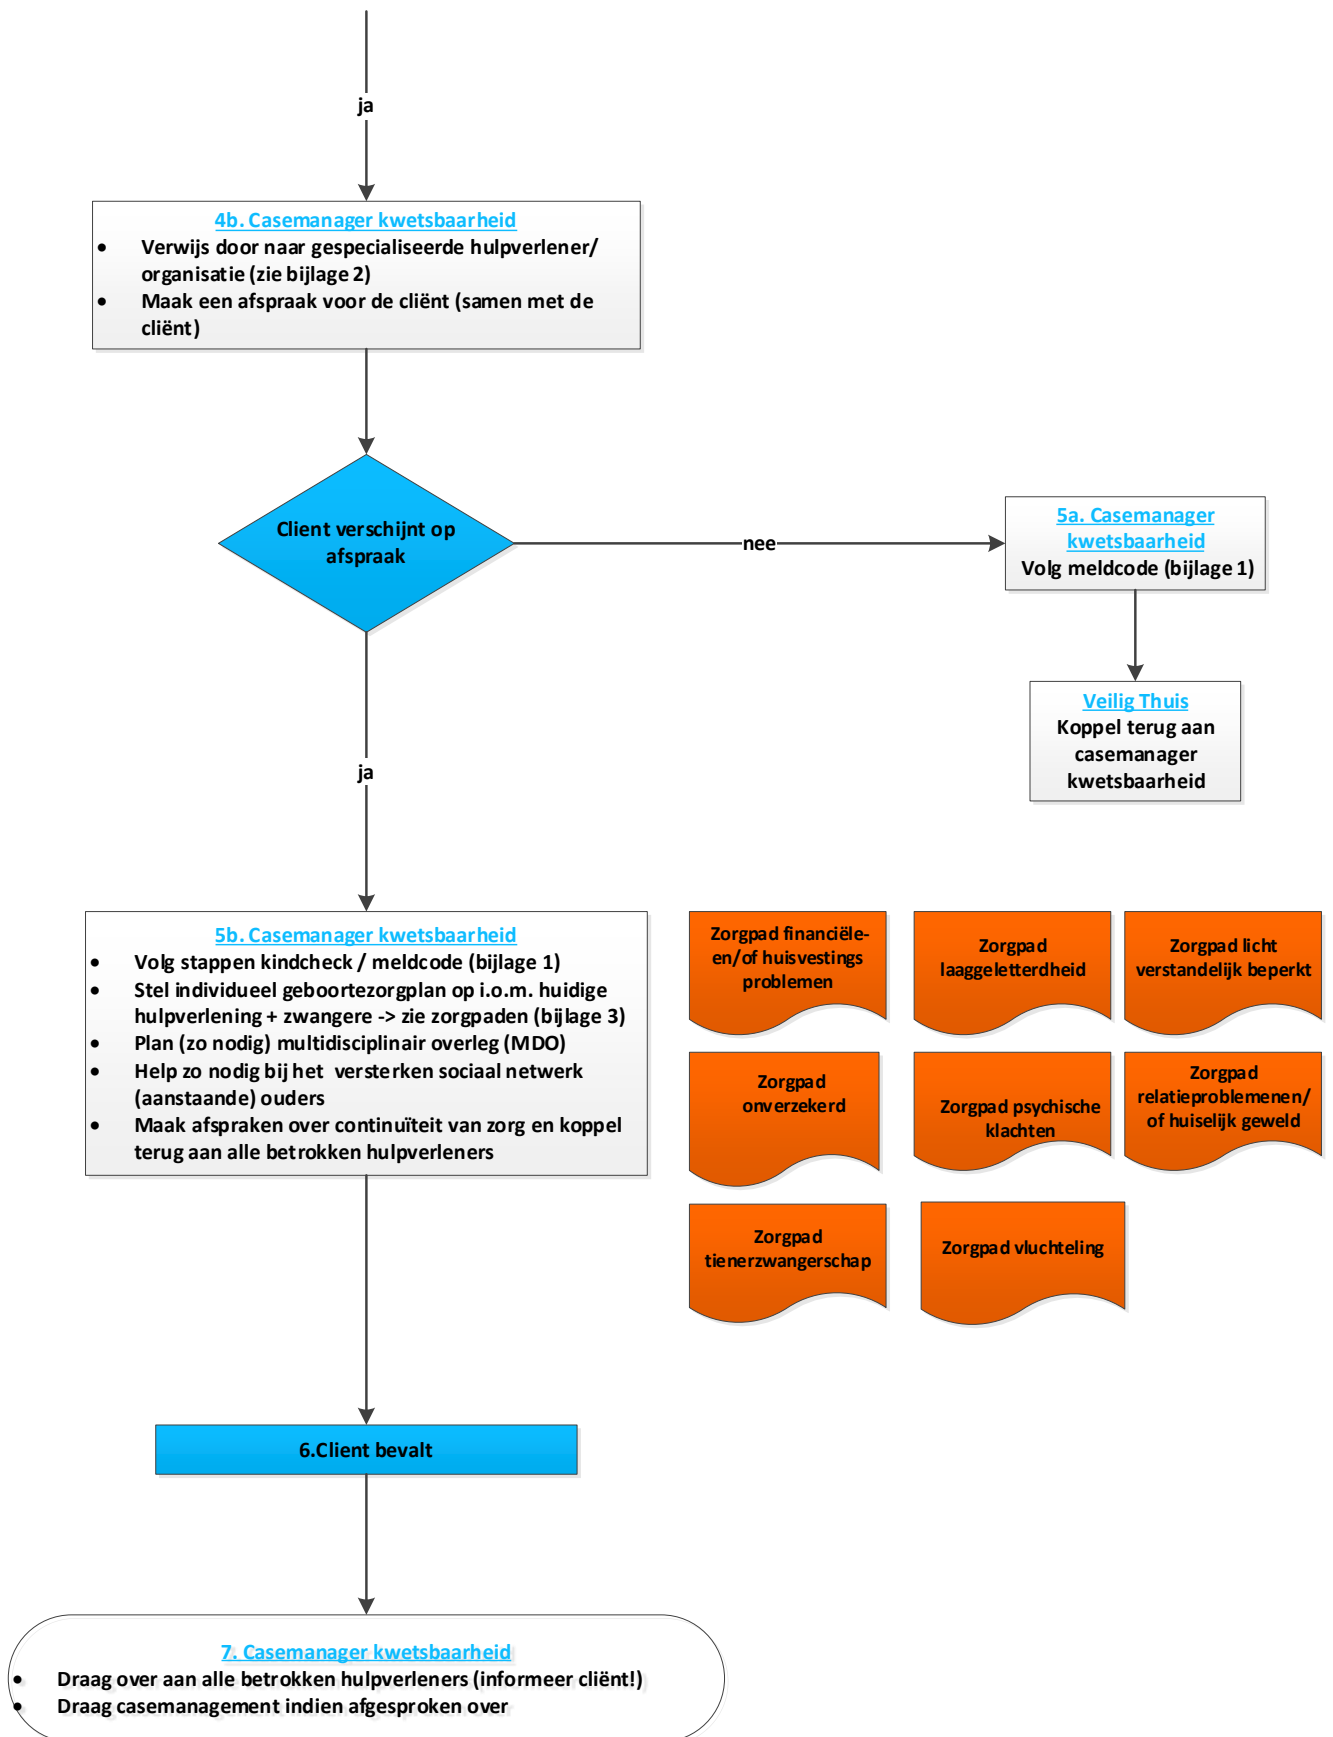 ja
4b. Casemanager kwetsbaarheid
• Verwijs door naar gespecialiseerde hulpverlener/
organisatie (zie bijlage 2)
• Maak een afspraak voor de cliënt (samen met de
cliënt)
Client verschijnt op
afspraak
nee
5a. Casemanager
kwetsbaarheid
Volg meldcode (bijlage 1)
Veilig Thuis
Koppel terug aan
casemanager
kwetsbaarheid
ja
5b. Casemanager kwetsbaarheid
• Volg stappen kindcheck / meldcode (bijlage 1)
• Stel individueel geboortezorgplan op i.o.m. huidige
hulpverlening + zwangere -> zie zorgpaden (bijlage 3)
• Plan (zo nodig) multidisciplinair overleg (MDO)
• Help zo nodig bij het versterken sociaal netwerk
(aanstaande) ouders
• Maak afspraken over continuïteit van zorg en koppel
terug aan alle betrokken hulpverleners
Zorgpad financiële-
en/of huisvestings
problemen
Zorgpad
laaggeletterdheid
Zorgpad licht
verstandelijk beperkt
Zorgpad
onverzekerd
Zorgpad psychische
klachten
Zorgpad
relatieproblemenen/
of huiselijk geweld
Zorgpad
tienerzwangerschap
Zorgpad vluchteling
6.Client bevalt
7. Casemanager kwetsbaarheid
• Draag over aan alle betrokken hulpverleners (informeer cliënt!)
• Draag casemanagement indien afgesproken over